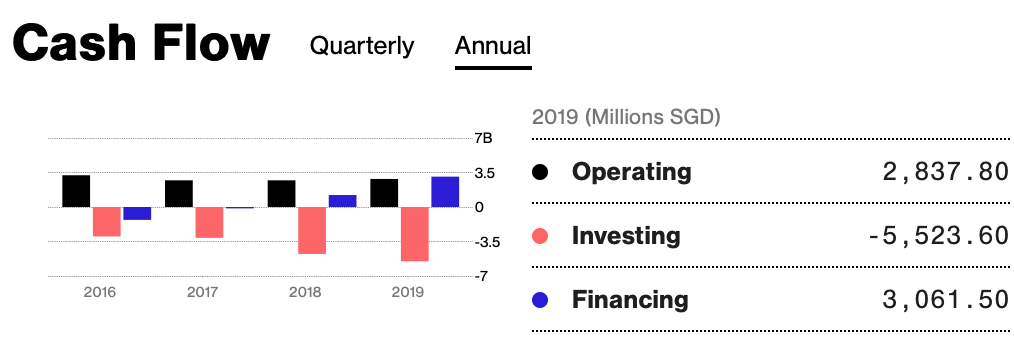 Cash Flow Quarterly Annual
7B
3.5
0
-3.5
-7
2016 2017 2018 2019
2019 (Millions SGD)
Operating 2,837.80
Investing -5,523.60
Financing 3,061.50